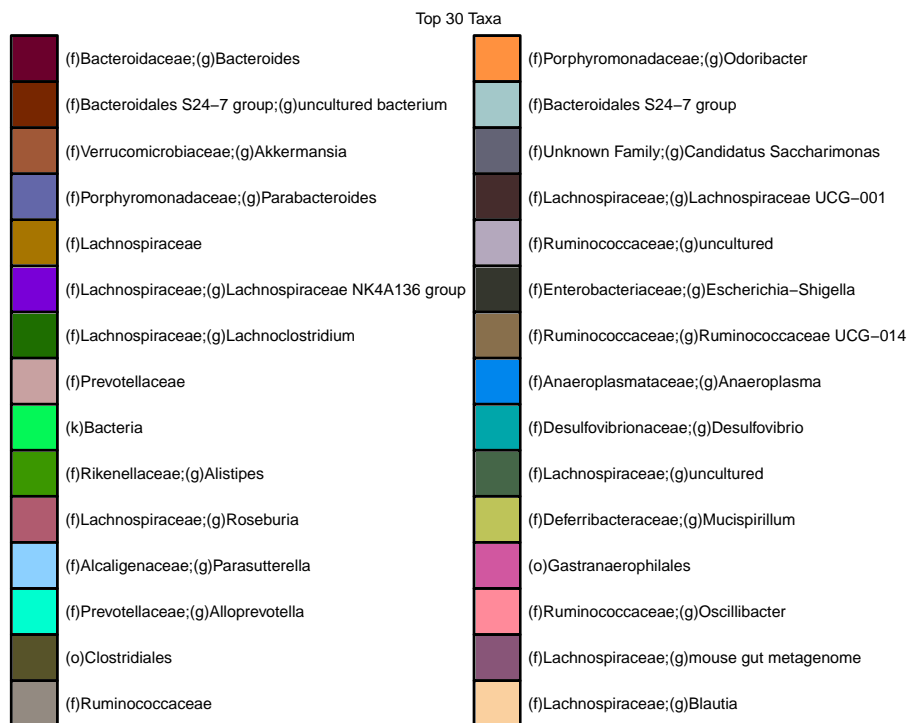 Top 30 Taxa
(f)Bacteroidaceae;(g)Bacteroides
(f)Bacteroidales S24−7 group;(g)uncultured bacterium
(f)Verrucomicrobiaceae;(g)Akkermansia
(f)Porphyromonadaceae;(g)Parabacteroides
(f)Lachnospiraceae
(f)Lachnospiraceae;(g)Lachnospiraceae NK4A136 group
(f)Lachnospiraceae;(g)Lachnoclostridium
(f)Prevotellaceae
(k)Bacteria
(f)Rikenellaceae;(g)Alistipes
(f)Lachnospiraceae;(g)Roseburia
(f)Alcaligenaceae;(g)Parasutterella
(f)Prevotellaceae;(g)Alloprevotella
(o)Clostridiales
(f)Ruminococcaceae
(f)Porphyromonadaceae;(g)Odoribacter
(f)Bacteroidales S24−7 group
(f)Unknown Family;(g)Candidatus Saccharimonas
(f)Lachnospiraceae;(g)Lachnospiraceae UCG−001
(f)Ruminococcaceae;(g)uncultured
(f)Enterobacteriaceae;(g)Escherichia−Shigella
(f)Ruminococcaceae;(g)Ruminococcaceae UCG−014
(f)Anaeroplasmataceae;(g)Anaeroplasma
(f)Desulfovibrionaceae;(g)Desulfovibrio
(f)Lachnospiraceae;(g)uncultured
(f)Deferribacteraceae;(g)Mucispirillum
(o)Gastranaerophilales
(f)Ruminococcaceae;(g)Oscillibacter
(f)Lachnospiraceae;(g)mouse gut metagenome
(f)Lachnospiraceae;(g)Blautia